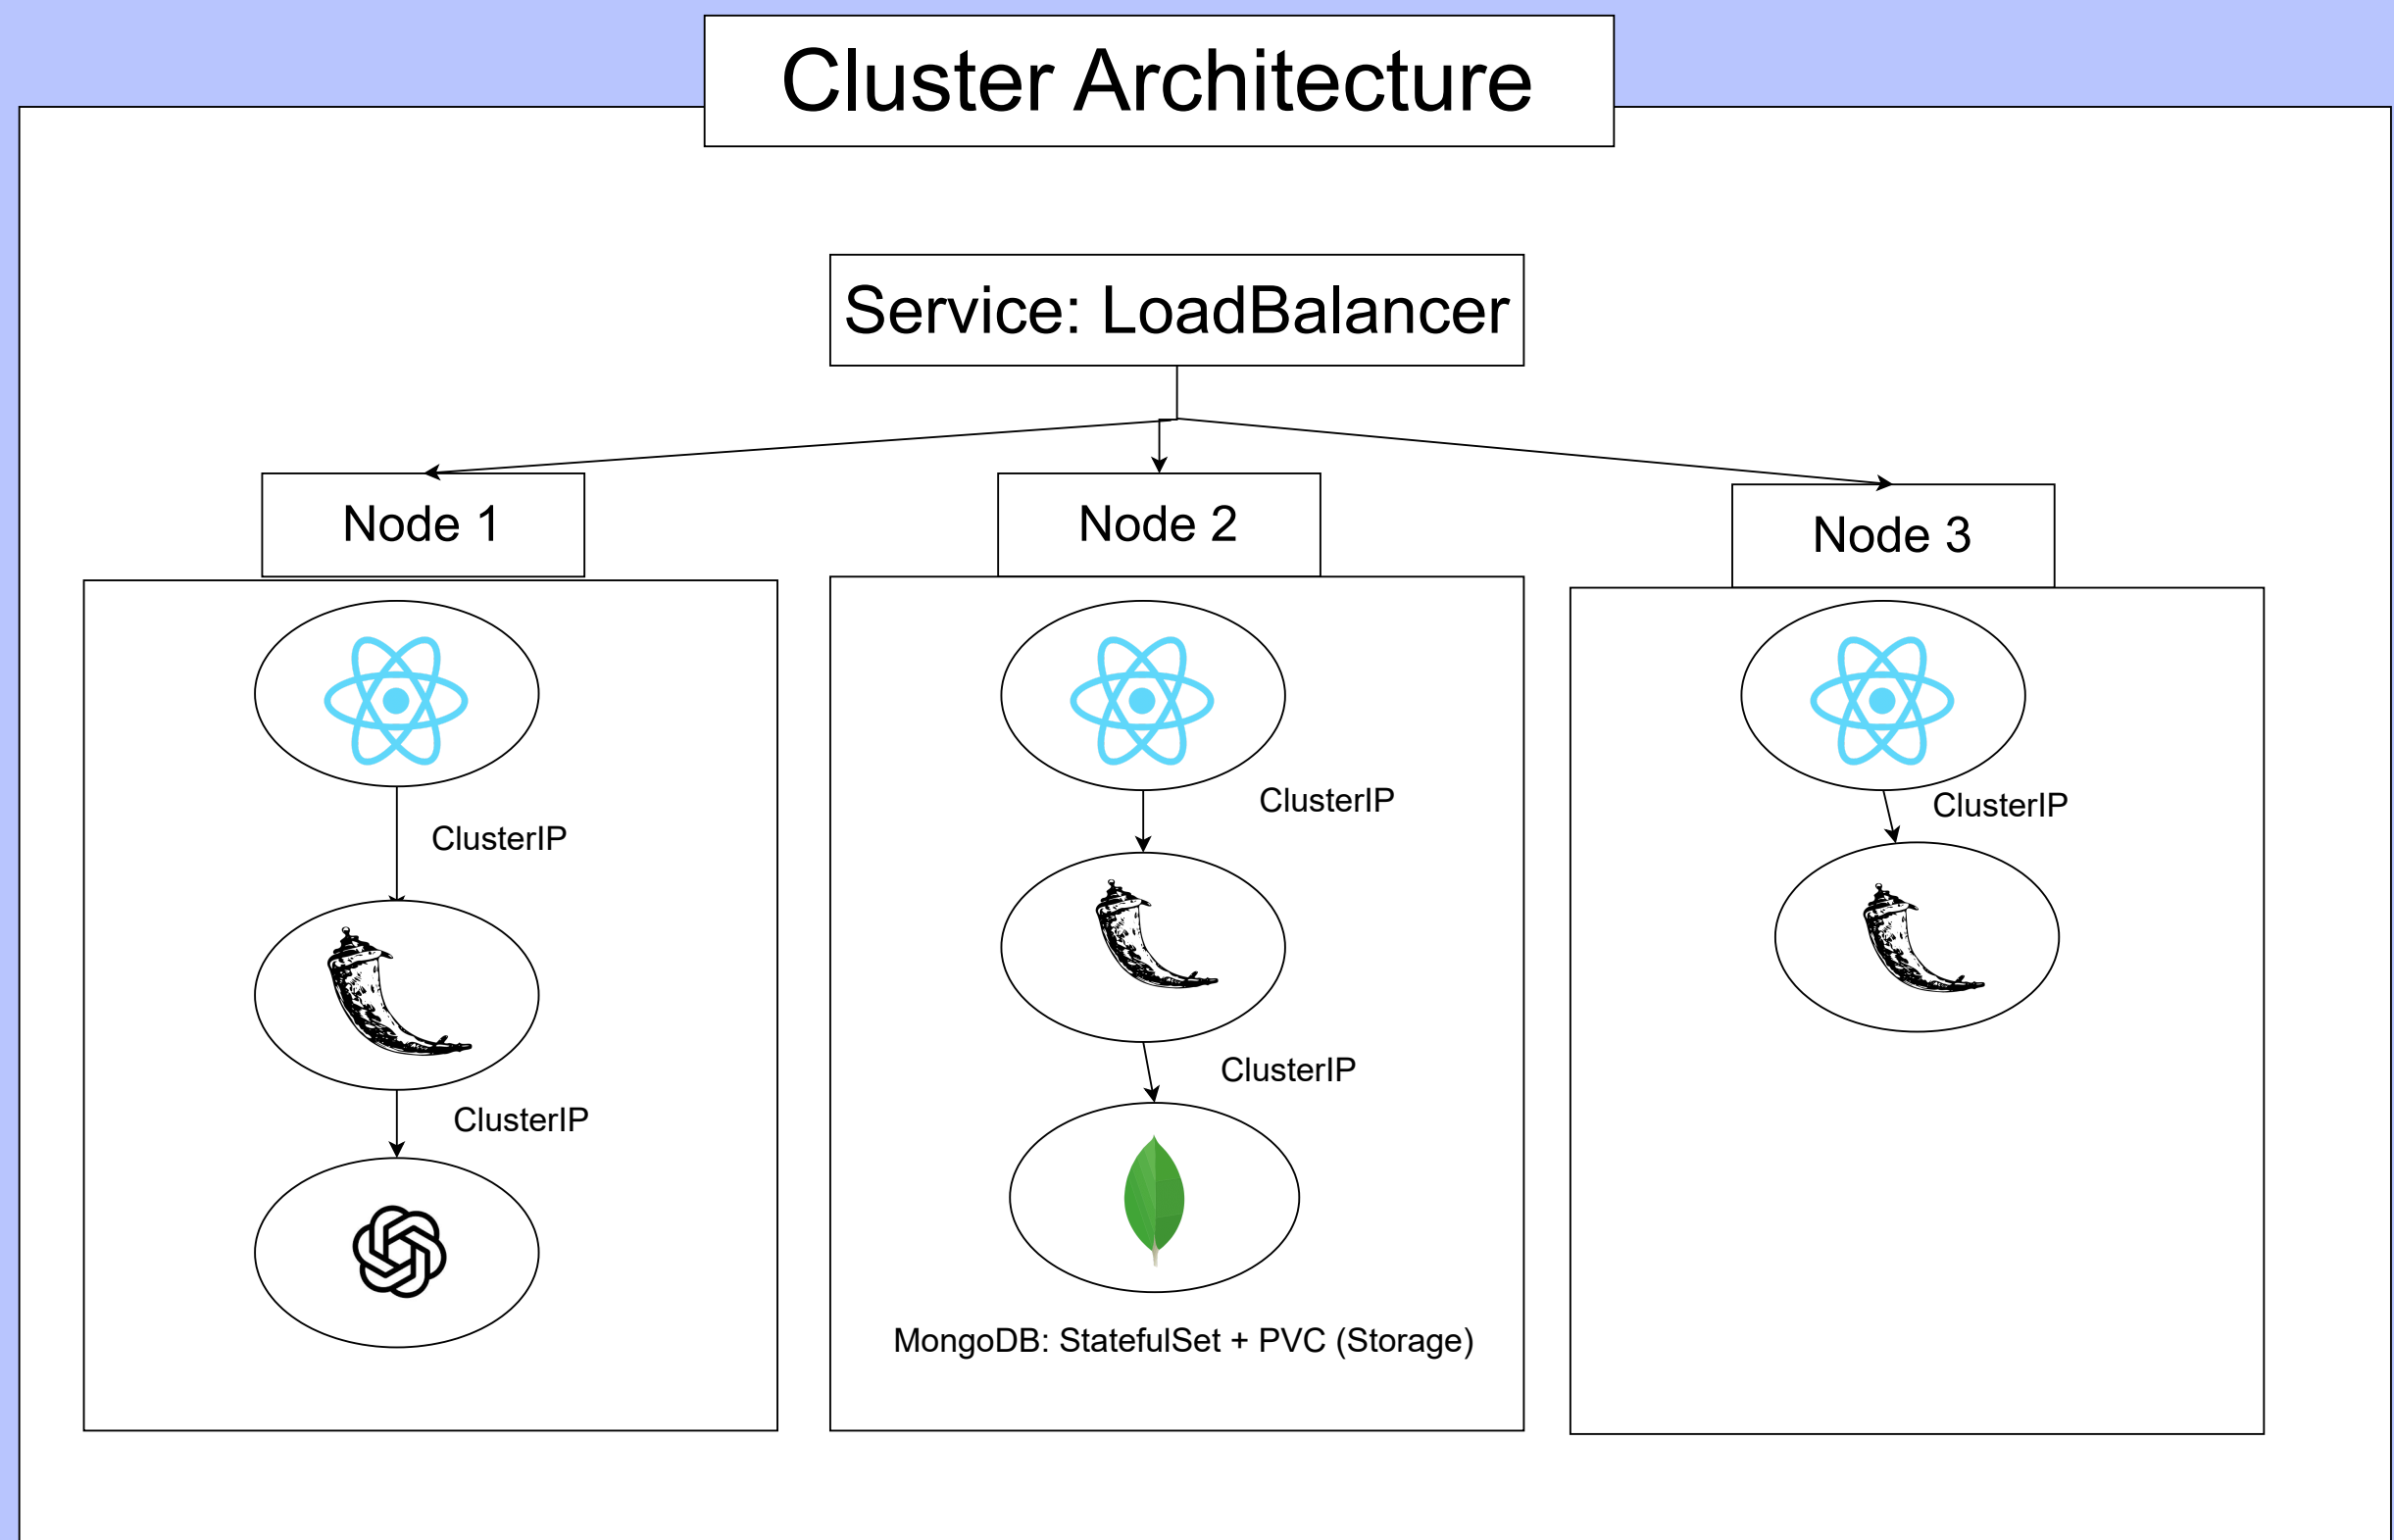 Cluster Architecture
Service: LoadBalancer
Node 1
Node 2
Node 3
ClusterIP
ClusterIP
ClusterIP
ClusterIP
ClusterIP
MongoDB: StatefulSet + PVC (Storage)